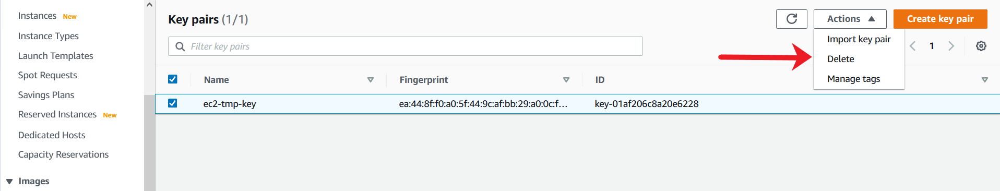 Instances New
Instance Types
Launch Templates
Spot Requests
Savings Plans
Reserved Instances New
Dedicated Hosts
Capacity Reservations
Images
Key pairs (1/1)
Actions
Create key pair
Filter key pairs
Import key pair
Delete
Manage tags
1
Name Fingerprint ID
ec2-tmp-key ea:44:8f:f0:a0:5f:44:9c:af:bb:29:a0:0c:f... key-01af206c8a20e6228